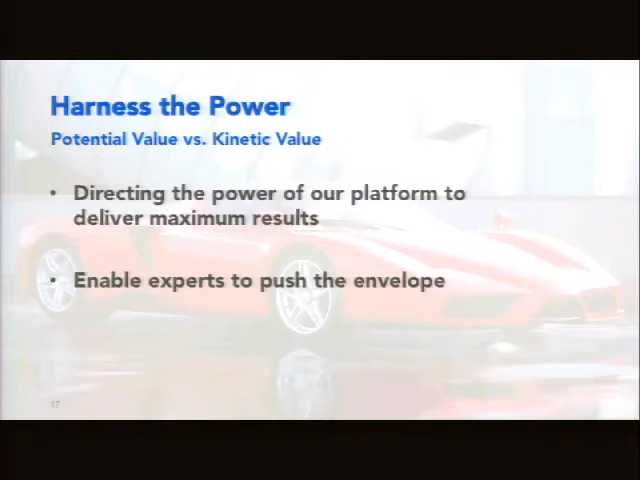 Harness the Power
Potential Value vs. Kinetic Value
• Directing the power of our platform to
deliver maximum results
• Enable experts to push the envelope
17